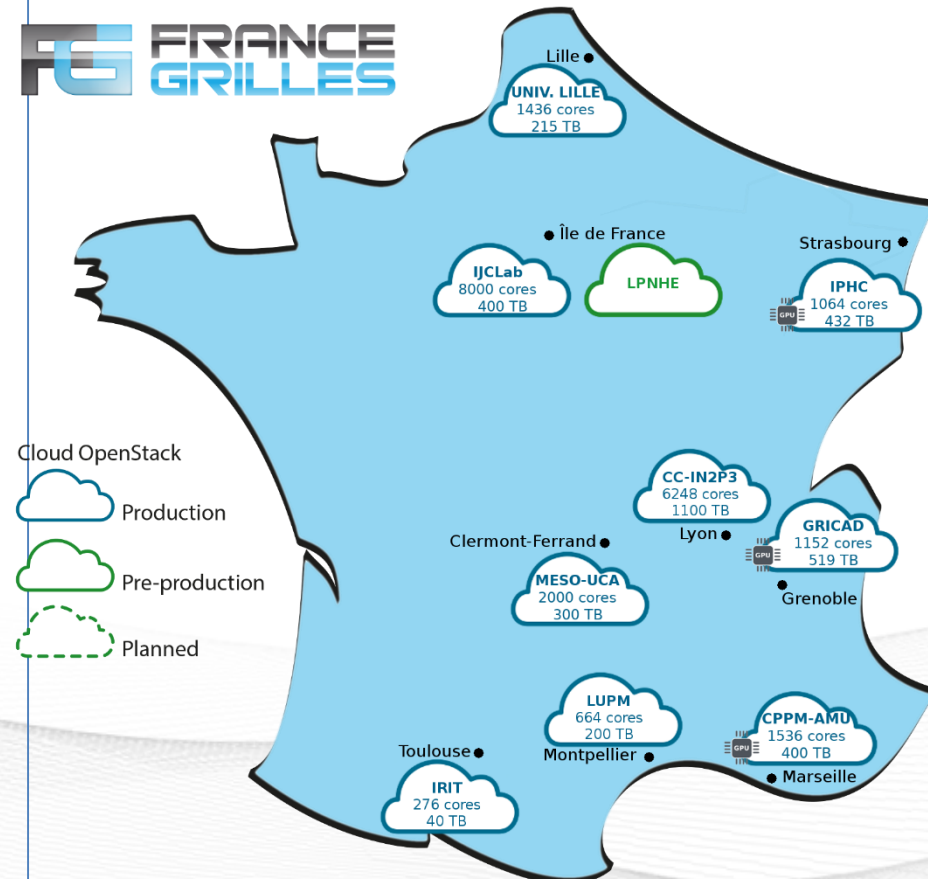 FG FRANCE
GRILLES
Lille
UNIV. LILLE
1436 cores
215 TB
Île de France
Strasbourg
IJCLab
8000 cores
400 TB
LPNHE
IPHC
1064 cores
432 TB
GPU
Cloud OpenStack
Production
Pre-production
Planned
CC-IN2P3
6248 cores
1100 TB
Lyon
GRICAD
1152 cores
519 TB
GPU
Grenoble
Clermont-Ferrand
MESO-UCA
2000 cores
300 TB
LUPM
664 cores
200 TB
Montpellier
CPPM-AMU
1536 cores
400 TB
GPU
Marseille
Toulouse
IRIT
276 cores
40 TB